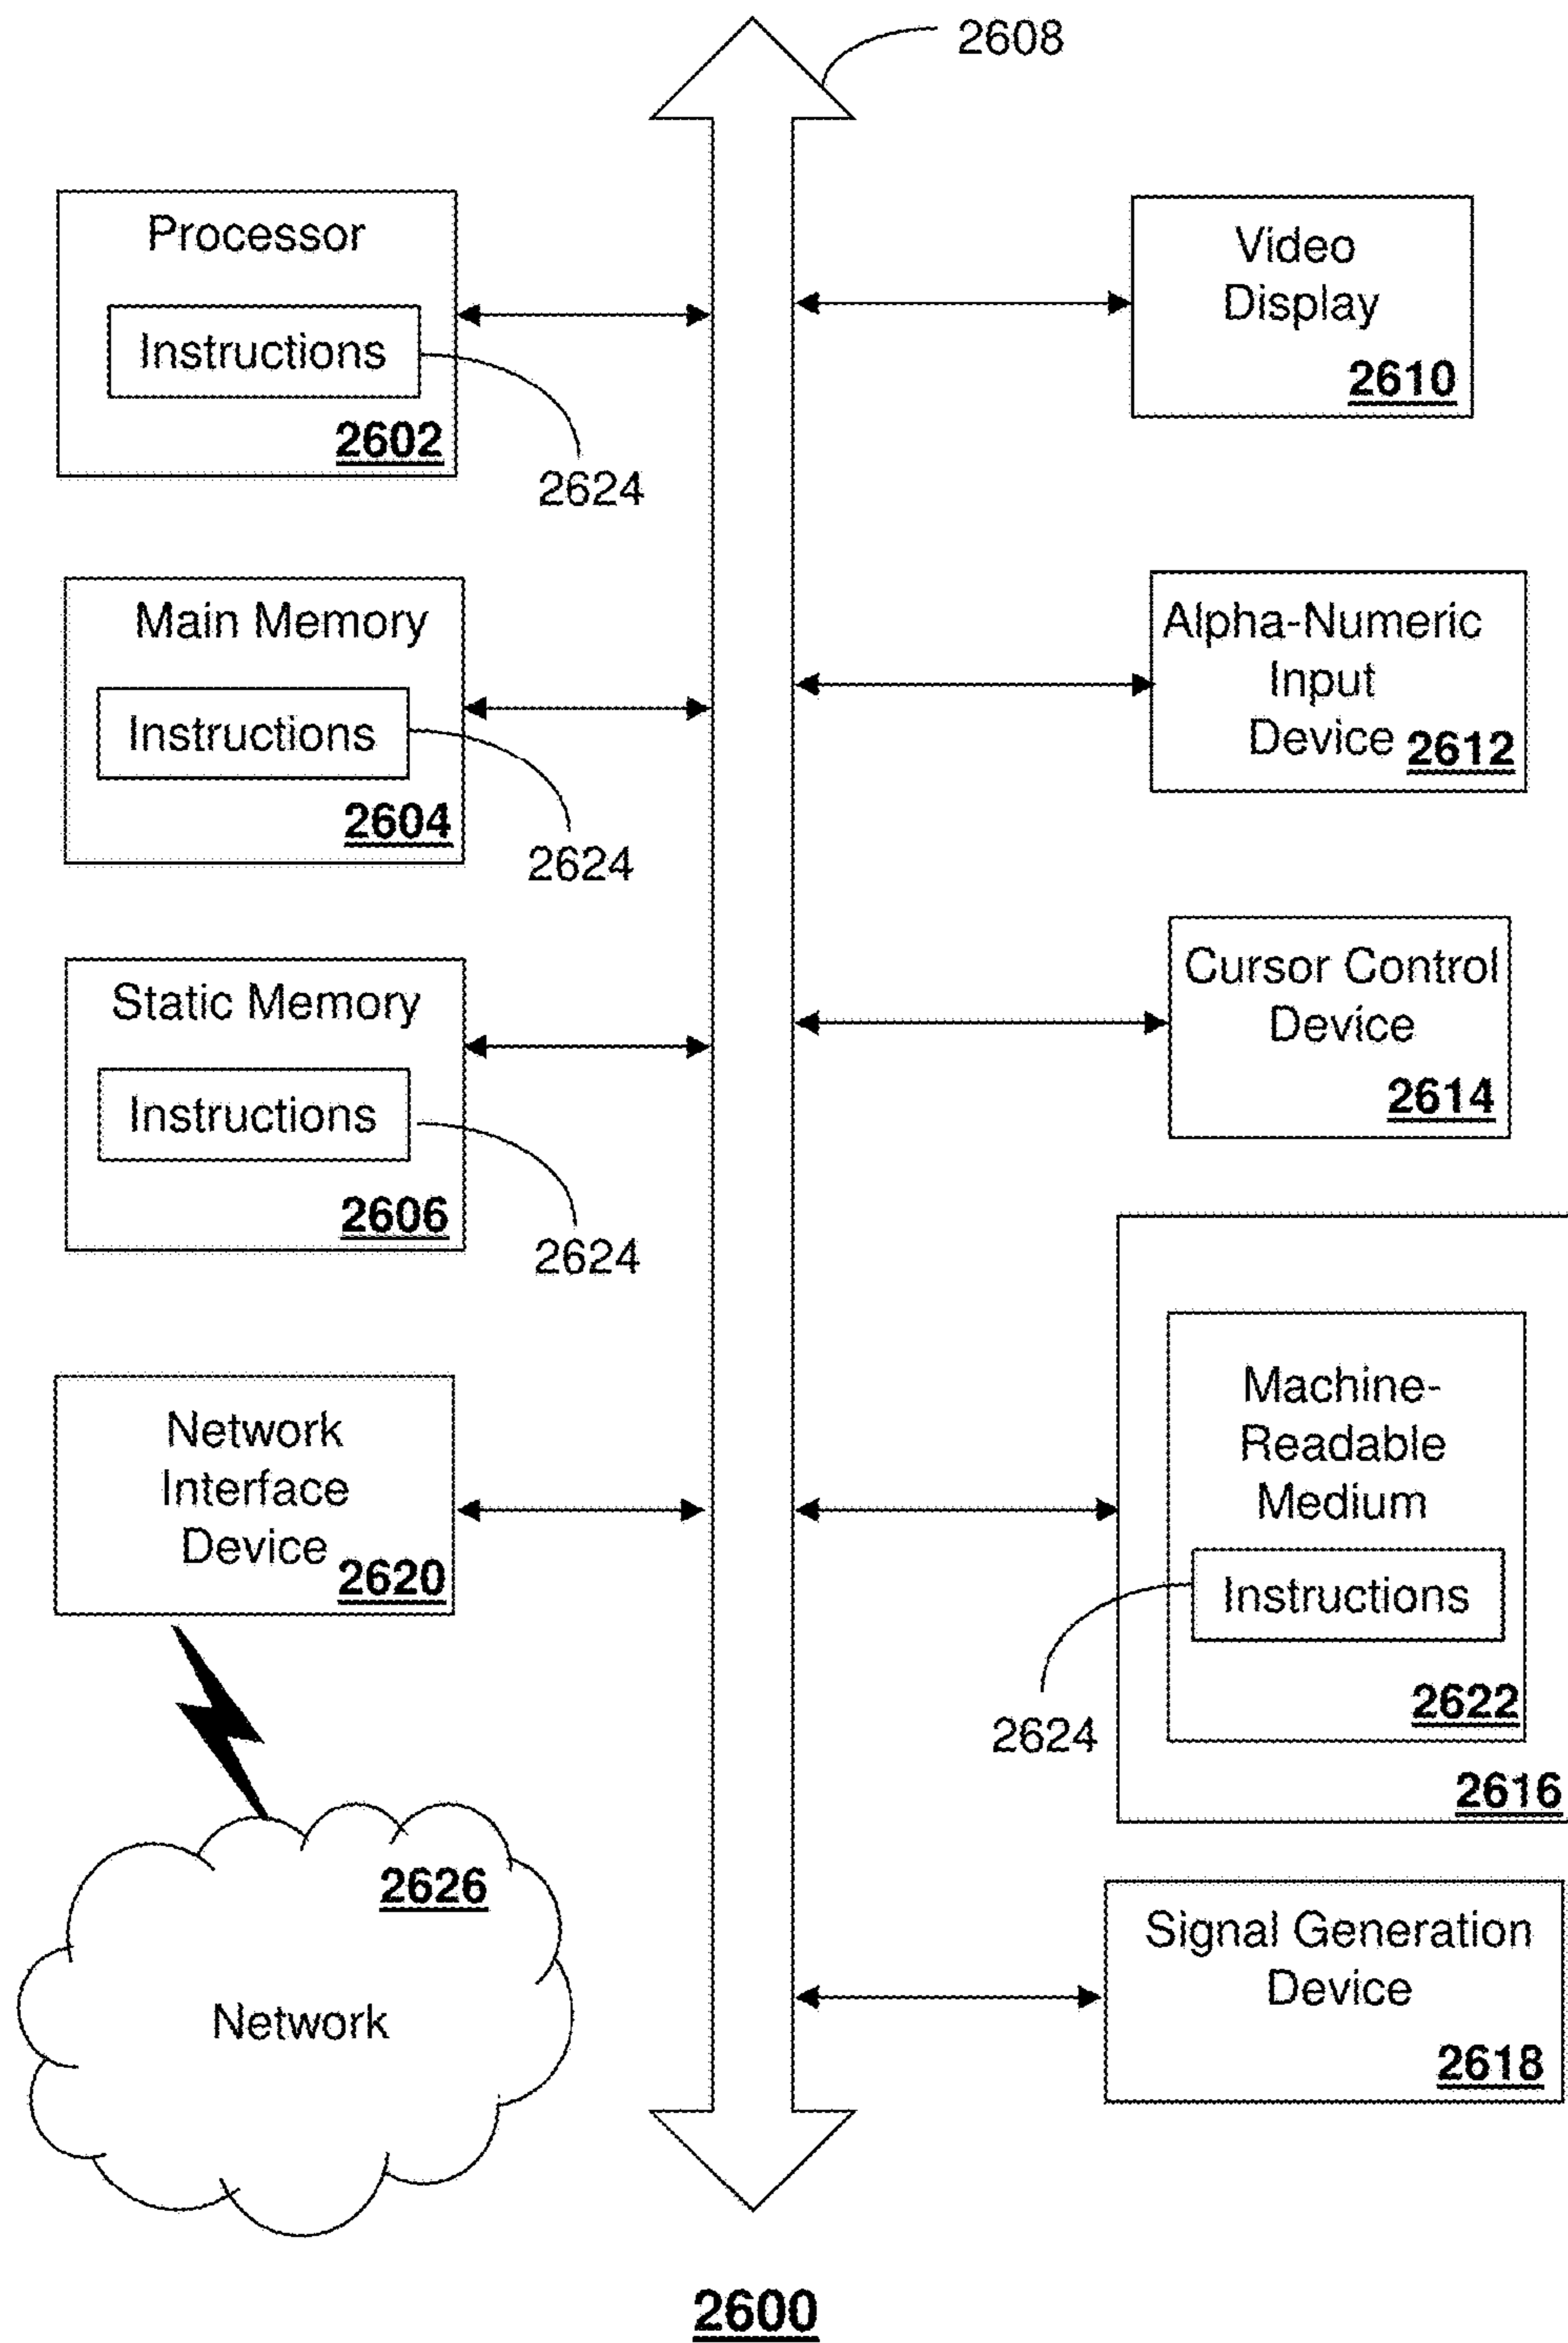 2608
Processor
Instructions
2602
2624
Main Memory
Instructions
2604
2624
Static Memory
Instructions
2606
2624
Network
Interface
Device
2620
2626
Network
Video
Display
2610
Alpha-Numeric
Input
Device 2612
Cursor Control
Device
2614
Machine-
Readable
Medium
Instructions
2622
2624
2616
Signal Generation
Device
2618
2600